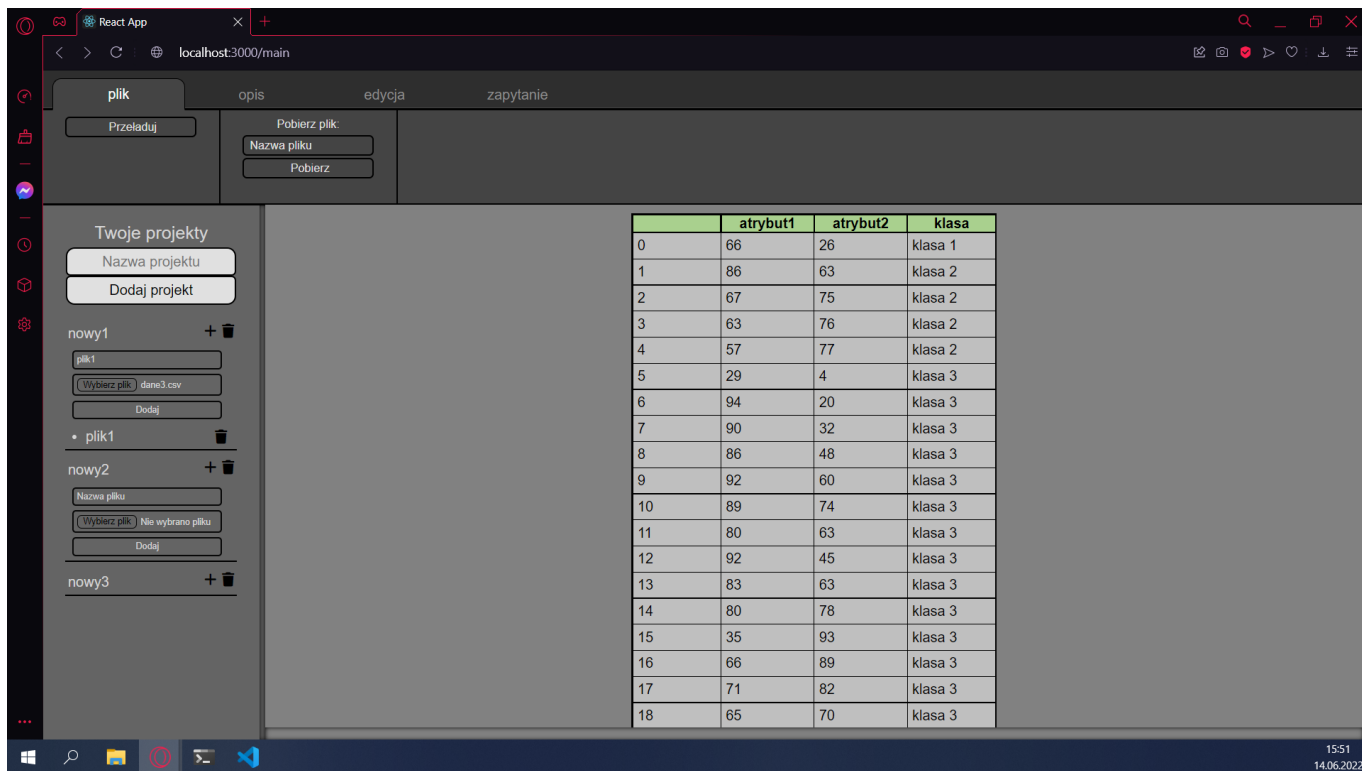 React App
localhost:3000/main
plik opis edycja zapytanie
Przeładuj
Pobierz plik:
Nazwa pliku
Pobierz
Twoje projekty
Nazwa projektu
Dodaj projekt
nowy1
plik1
Wybierz plik dane3.csv
Dodaj
• plik1
nowy2
Nazwa pliku
Wybierz plik Nie wybrano pliku
Dodaj
nowy3
atrybut1 atrybut2 klasa
0 66 26 klasa 1
1 86 63 klasa 2
2 67 75 klasa 2
3 63 76 klasa 2
4 57 77 klasa 2
5 29 4 klasa 3
6 94 20 klasa 3
7 90 32 klasa 3
8 86 48 klasa 3
9 92 60 klasa 3
10 89 74 klasa 3
11 80 63 klasa 3
12 92 45 klasa 3
13 83 63 klasa 3
14 80 78 klasa 3
15 35 93 klasa 3
16 66 89 klasa 3
17 71 82 klasa 3
18 65 70 klasa 3
15:51
14.06.2022